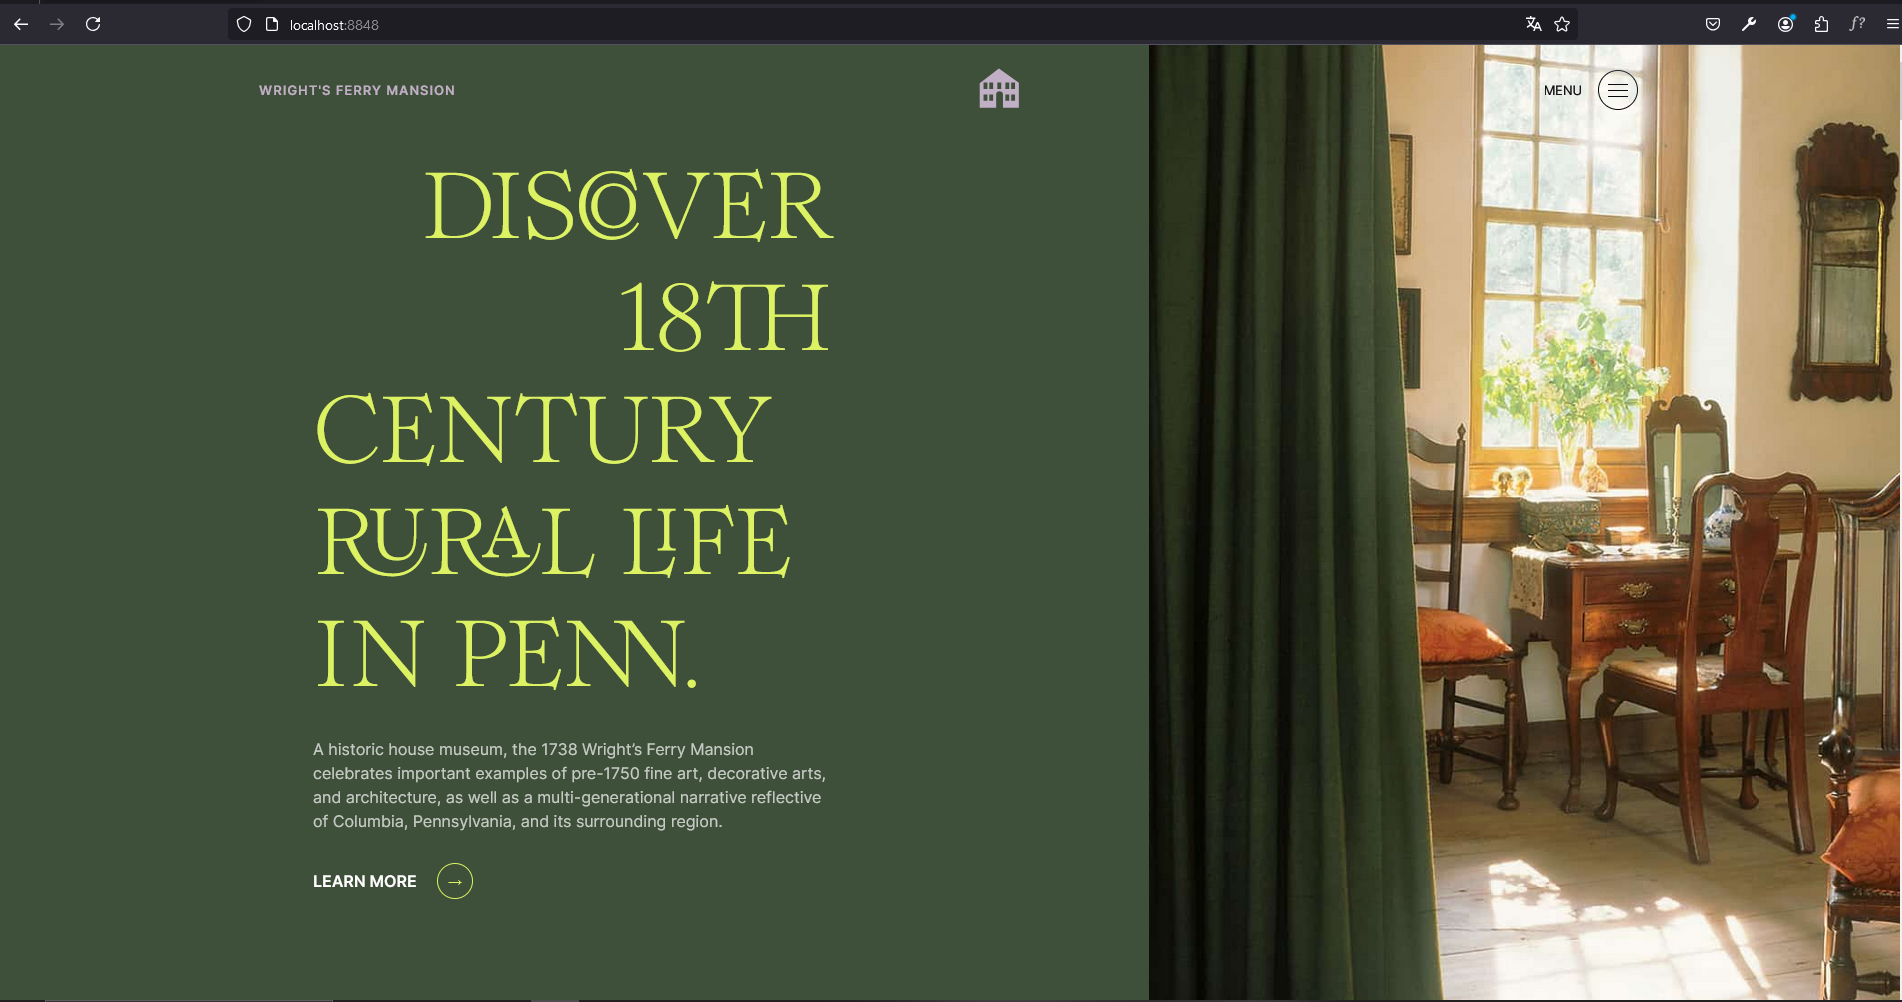 localhost:8848
WRIGHT'S FERRY MANSION
MENU
DISCOVER
18TH
CENTURY
RURAL LIFE
IN PENN.
A historic house museum, the 1738 Wright’s Ferry Mansion
celebrates important examples of pre-1750 fine art, decorative arts,
and architecture, as well as a multi-generational narrative reflective
of Columbia, Pennsylvania, and its surrounding region.
LEARN MORE →